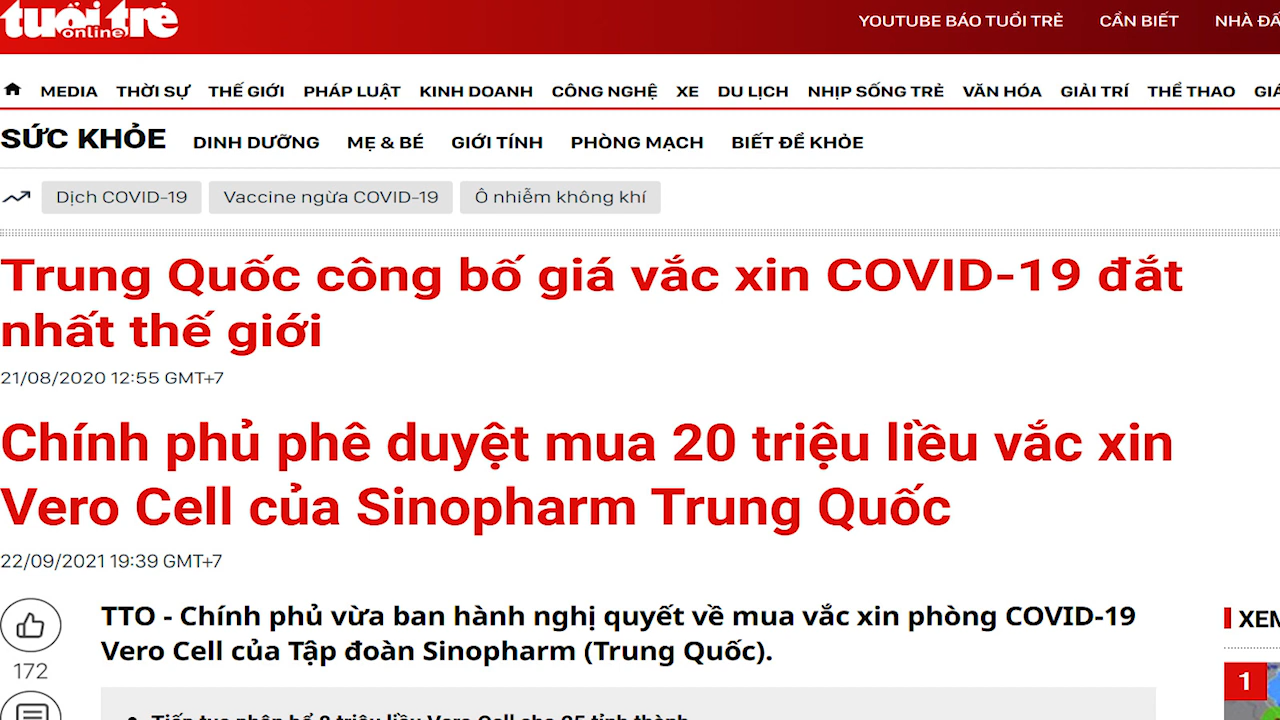 tuổi trẻ
online
YOUTUBE BÁO TUỔI TRẺ CẦN BIẾT NHÀ ĐẤ
MEDIA THỜI SỰ THẾ GIỚI PHÁP LUẬT KINH DOANH CÔNG NGHỆ XE DU LỊCH NHỊP SỐNG TRẺ VĂN HÓA GIẢI TRÍ THỂ THAO
SỨC KHỎE DINH DƯỠNG MẸ & BÉ GIỚI TÍNH PHÒNG MẠCH BIẾT ĐỂ KHỎE
Dịch COVID-19 Vaccine ngừa COVID-19 Ô nhiễm không khí
Trung Quốc công bố giá vắc xin COVID-19 đắt
nhất thế giới
21/08/2020 12:55 GMT+7
Chính phủ phê duyệt mua 20 triệu liều vắc xin
Vero Cell của Sinopharm Trung Quốc
22/09/2021 19:39 GMT+7
TTO - Chính phủ vừa ban hành nghị quyết về mua vắc xin phòng COVID-19
Vero Cell của Tập đoàn Sinopharm (Trung Quốc).
172
XEM
1